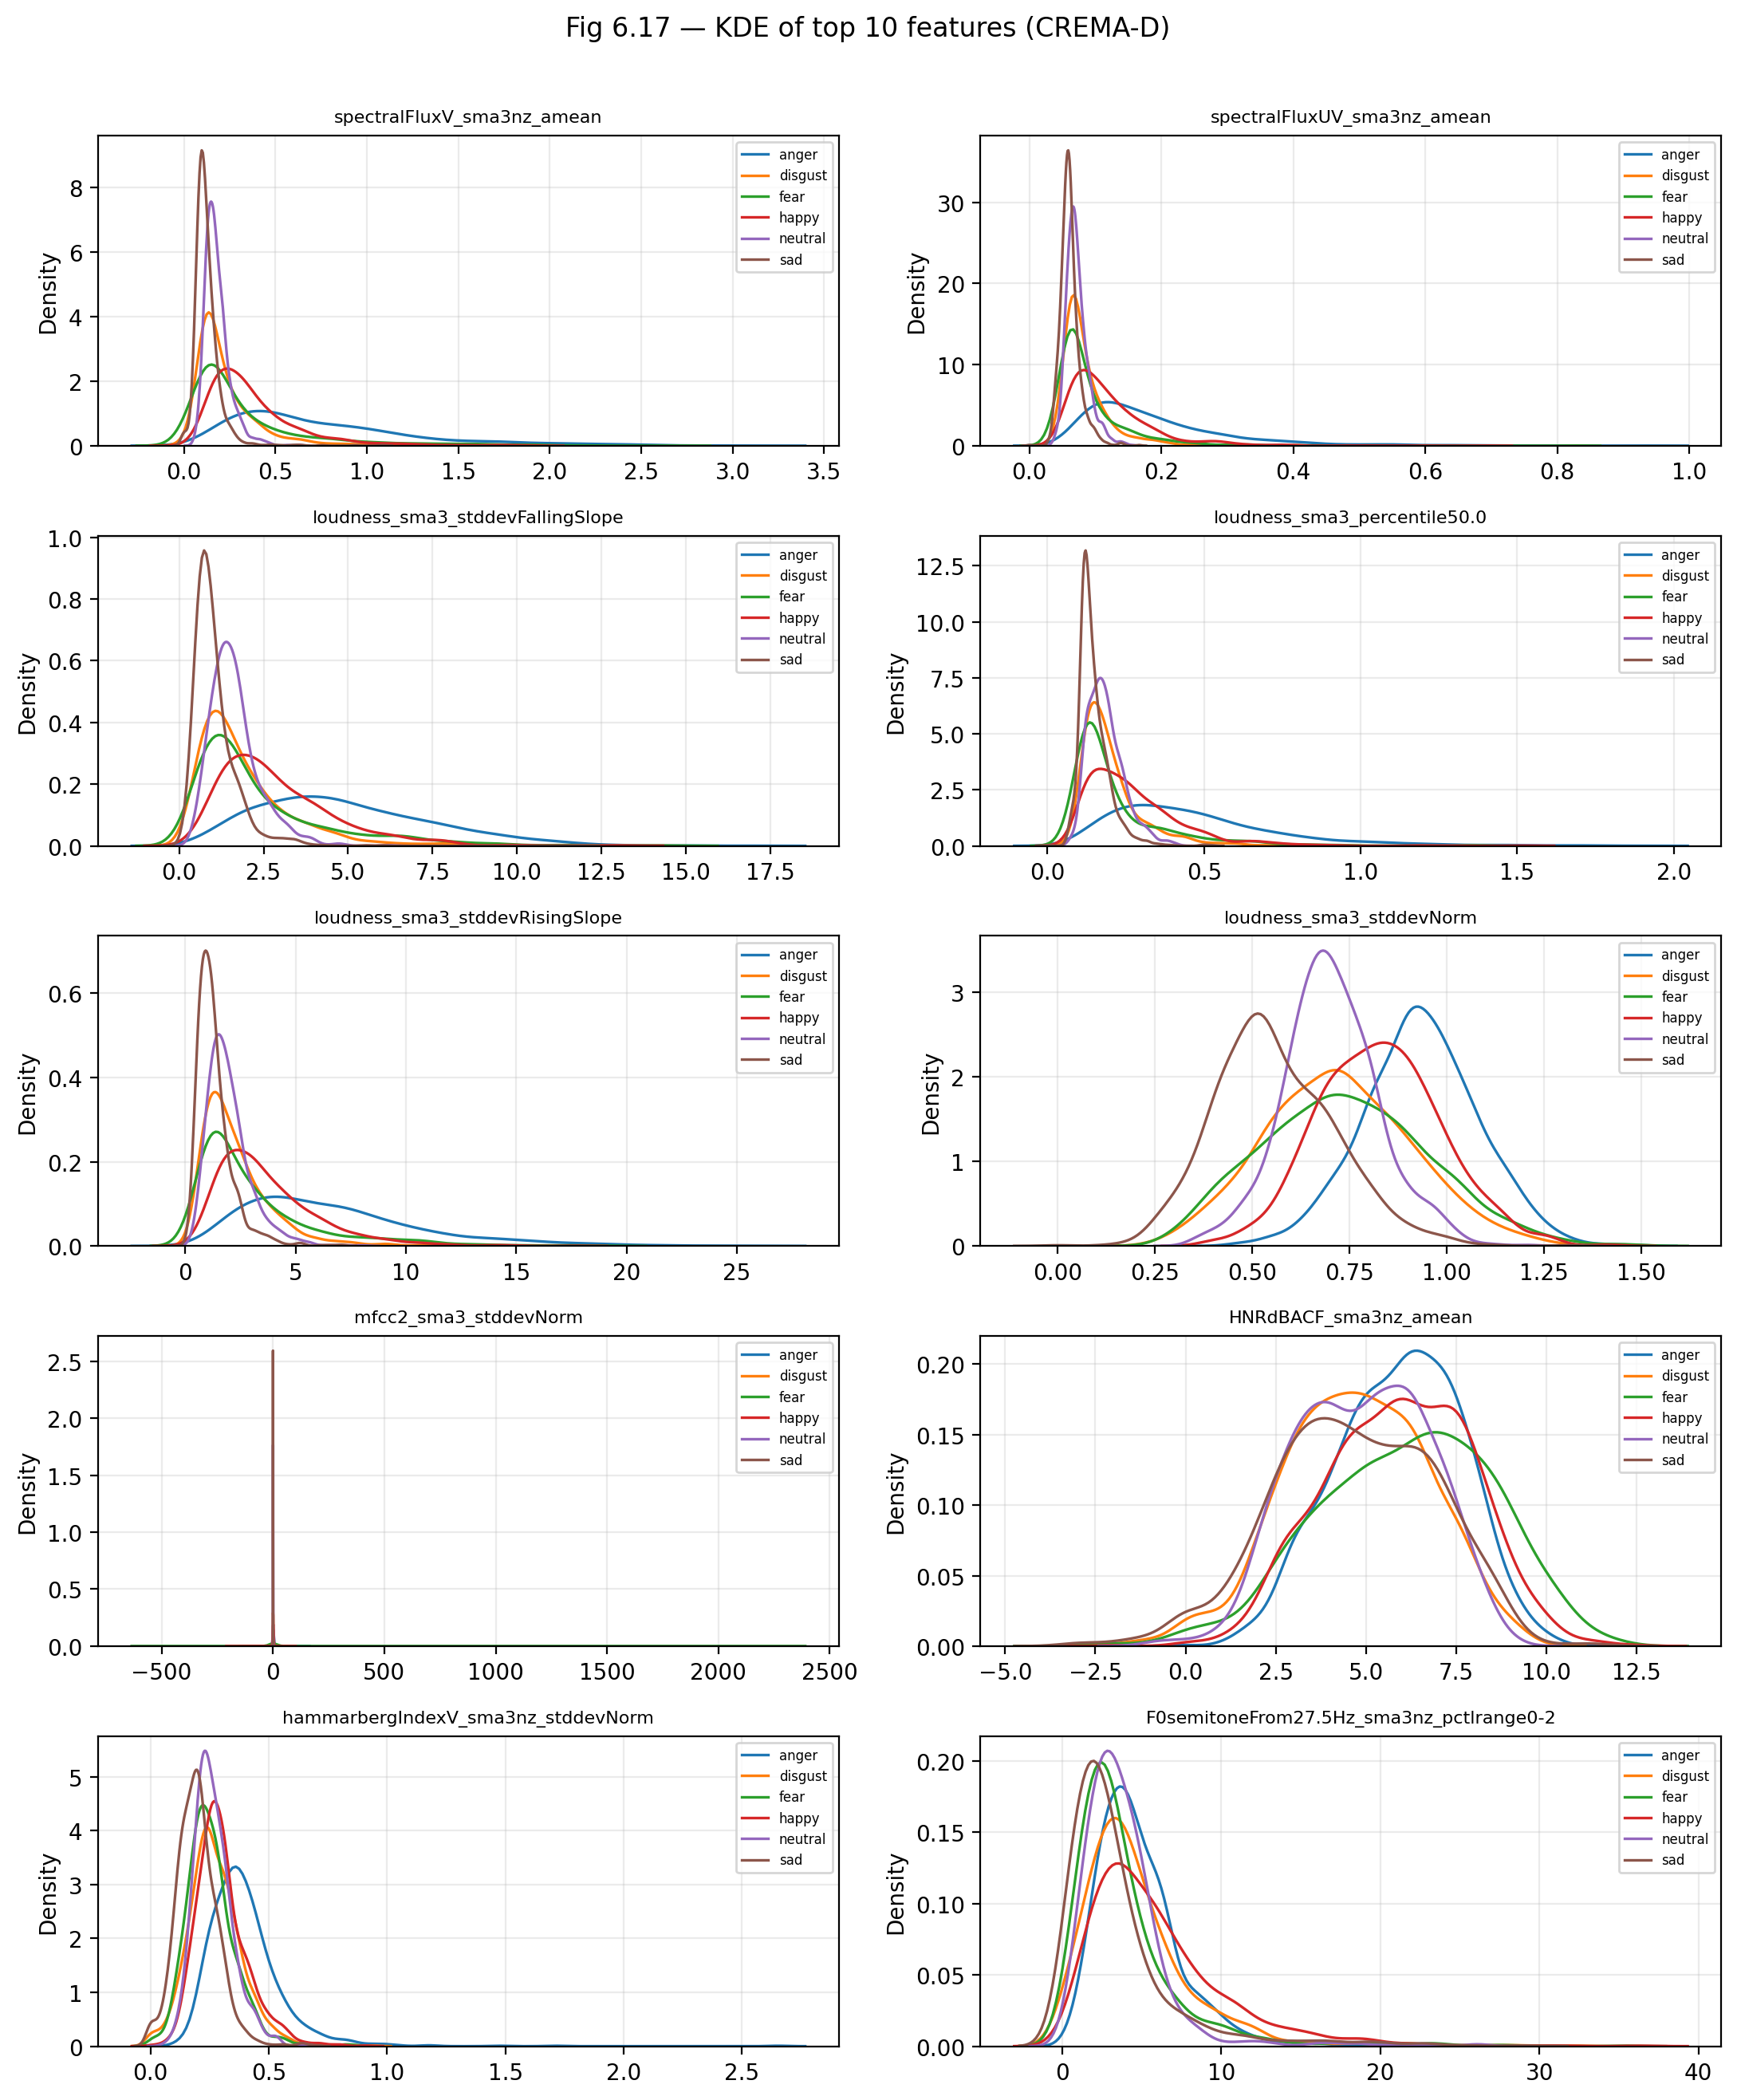 Fig 6.17 — KDE of top 10 features (CREMA-D)
spectralFluxV_sma3nz_amean
Density
0 2 4 6 8
0.0 0.5 1.0 1.5 2.0 2.5 3.0 3.5
anger
disgust
fear
happy
neutral
sad
spectralFluxUV_sma3nz_amean
Density
0 10 20 30
0.0 0.2 0.4 0.6 0.8 1.0
anger
disgust
fear
happy
neutral
sad
loudness_sma3_stddevFallingSlope
Density
0.0 0.2 0.4 0.6 0.8 1.0
0.0 2.5 5.0 7.5 10.0 12.5 15.0 17.5
anger
disgust
fear
happy
neutral
sad
loudness_sma3_percentile50.0
Density
0.0 2.5 5.0 7.5 10.0 12.5
0.0 0.5 1.0 1.5 2.0
anger
disgust
fear
happy
neutral
sad
loudness_sma3_stddevRisingSlope
Density
0.0 0.2 0.4 0.6
0 5 10 15 20 25
anger
disgust
fear
happy
neutral
sad
loudness_sma3_stddevNorm
Density
0 1 2 3
0.00 0.25 0.50 0.75 1.00 1.25 1.50
anger
disgust
fear
happy
neutral
sad
mfcc2_sma3_stddevNorm
Density
0.0 0.5 1.0 1.5 2.0 2.5
−500 0 500 1000 1500 2000 2500
anger
disgust
fear
happy
neutral
sad
HNRdBACF_sma3nz_amean
Density
0.00 0.05 0.10 0.15 0.20
−5.0 −2.5 0.0 2.5 5.0 7.5 10.0 12.5
anger
disgust
fear
happy
neutral
sad
hammarbergIndexV_sma3nz_stddevNorm
Density
0 1 2 3 4 5
0.0 0.5 1.0 1.5 2.0 2.5
anger
disgust
fear
happy
neutral
sad
F0semitoneFrom27.5Hz_sma3nz_pctlrange0-2
Density
0.00 0.05 0.10 0.15 0.20
0 10 20 30 40
anger
disgust
fear
happy
neutral
sad